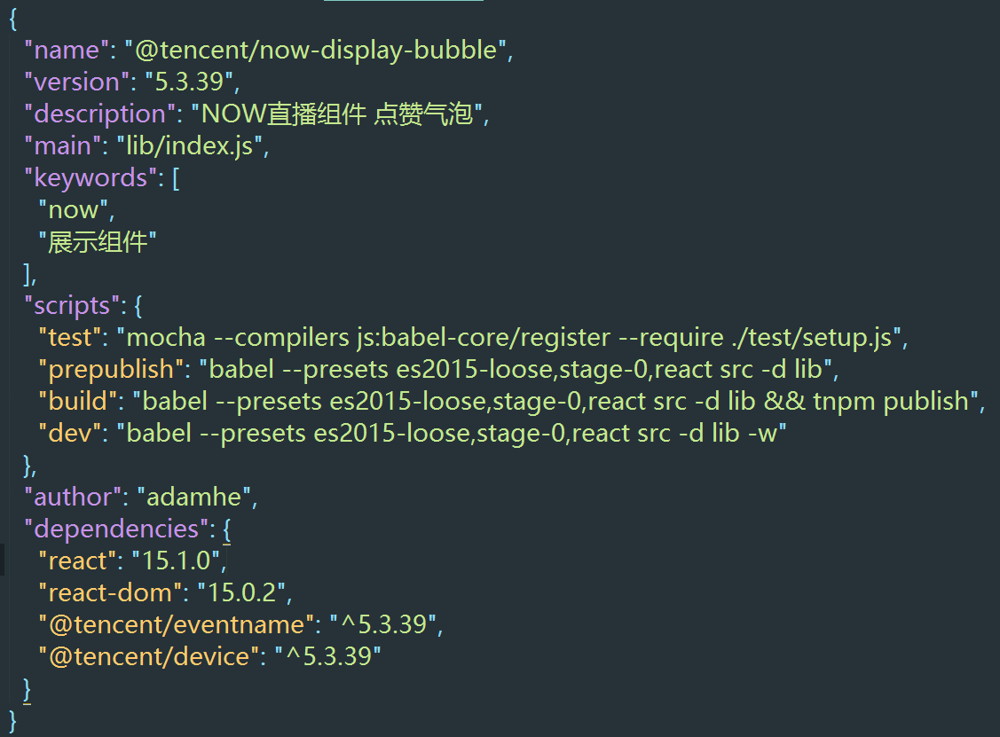 {
  "name": "@tencent/now-display-bubble",
  "version": "5.3.39",
  "description": "NOW直播组件 点赞气泡",
  "main": "lib/index.js",
  "keywords": [
    "now",
    "展示组件"
  ],
  "scripts": {
    "test": "mocha --compilers js:babel-core/register --require ./test/setup.js",
    "prepublish": "babel --presets es2015-loose,stage-0,react src -d lib",
    "build": "babel --presets es2015-loose,stage-0,react src -d lib && tnpm publish",
    "dev": "babel --presets es2015-loose,stage-0,react src -d lib -w"
  },
  "author": "adamhe",
  "dependencies": {
    "react": "15.1.0",
    "react-dom": "15.0.2",
    "@tencent/eventname": "^5.3.39",
    "@tencent/device": "^5.3.39"
  }
}